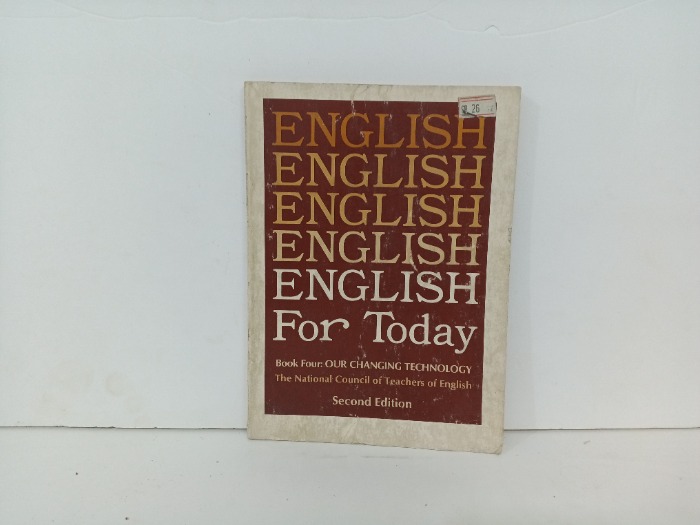 26
ENGLISH
ENGLISH
ENGLISH
ENGLISH
ENGLISH
For Today
Book Four: OUR CHANGING TECHNOLOGY
The National Council of Teachers of English
Second Edition